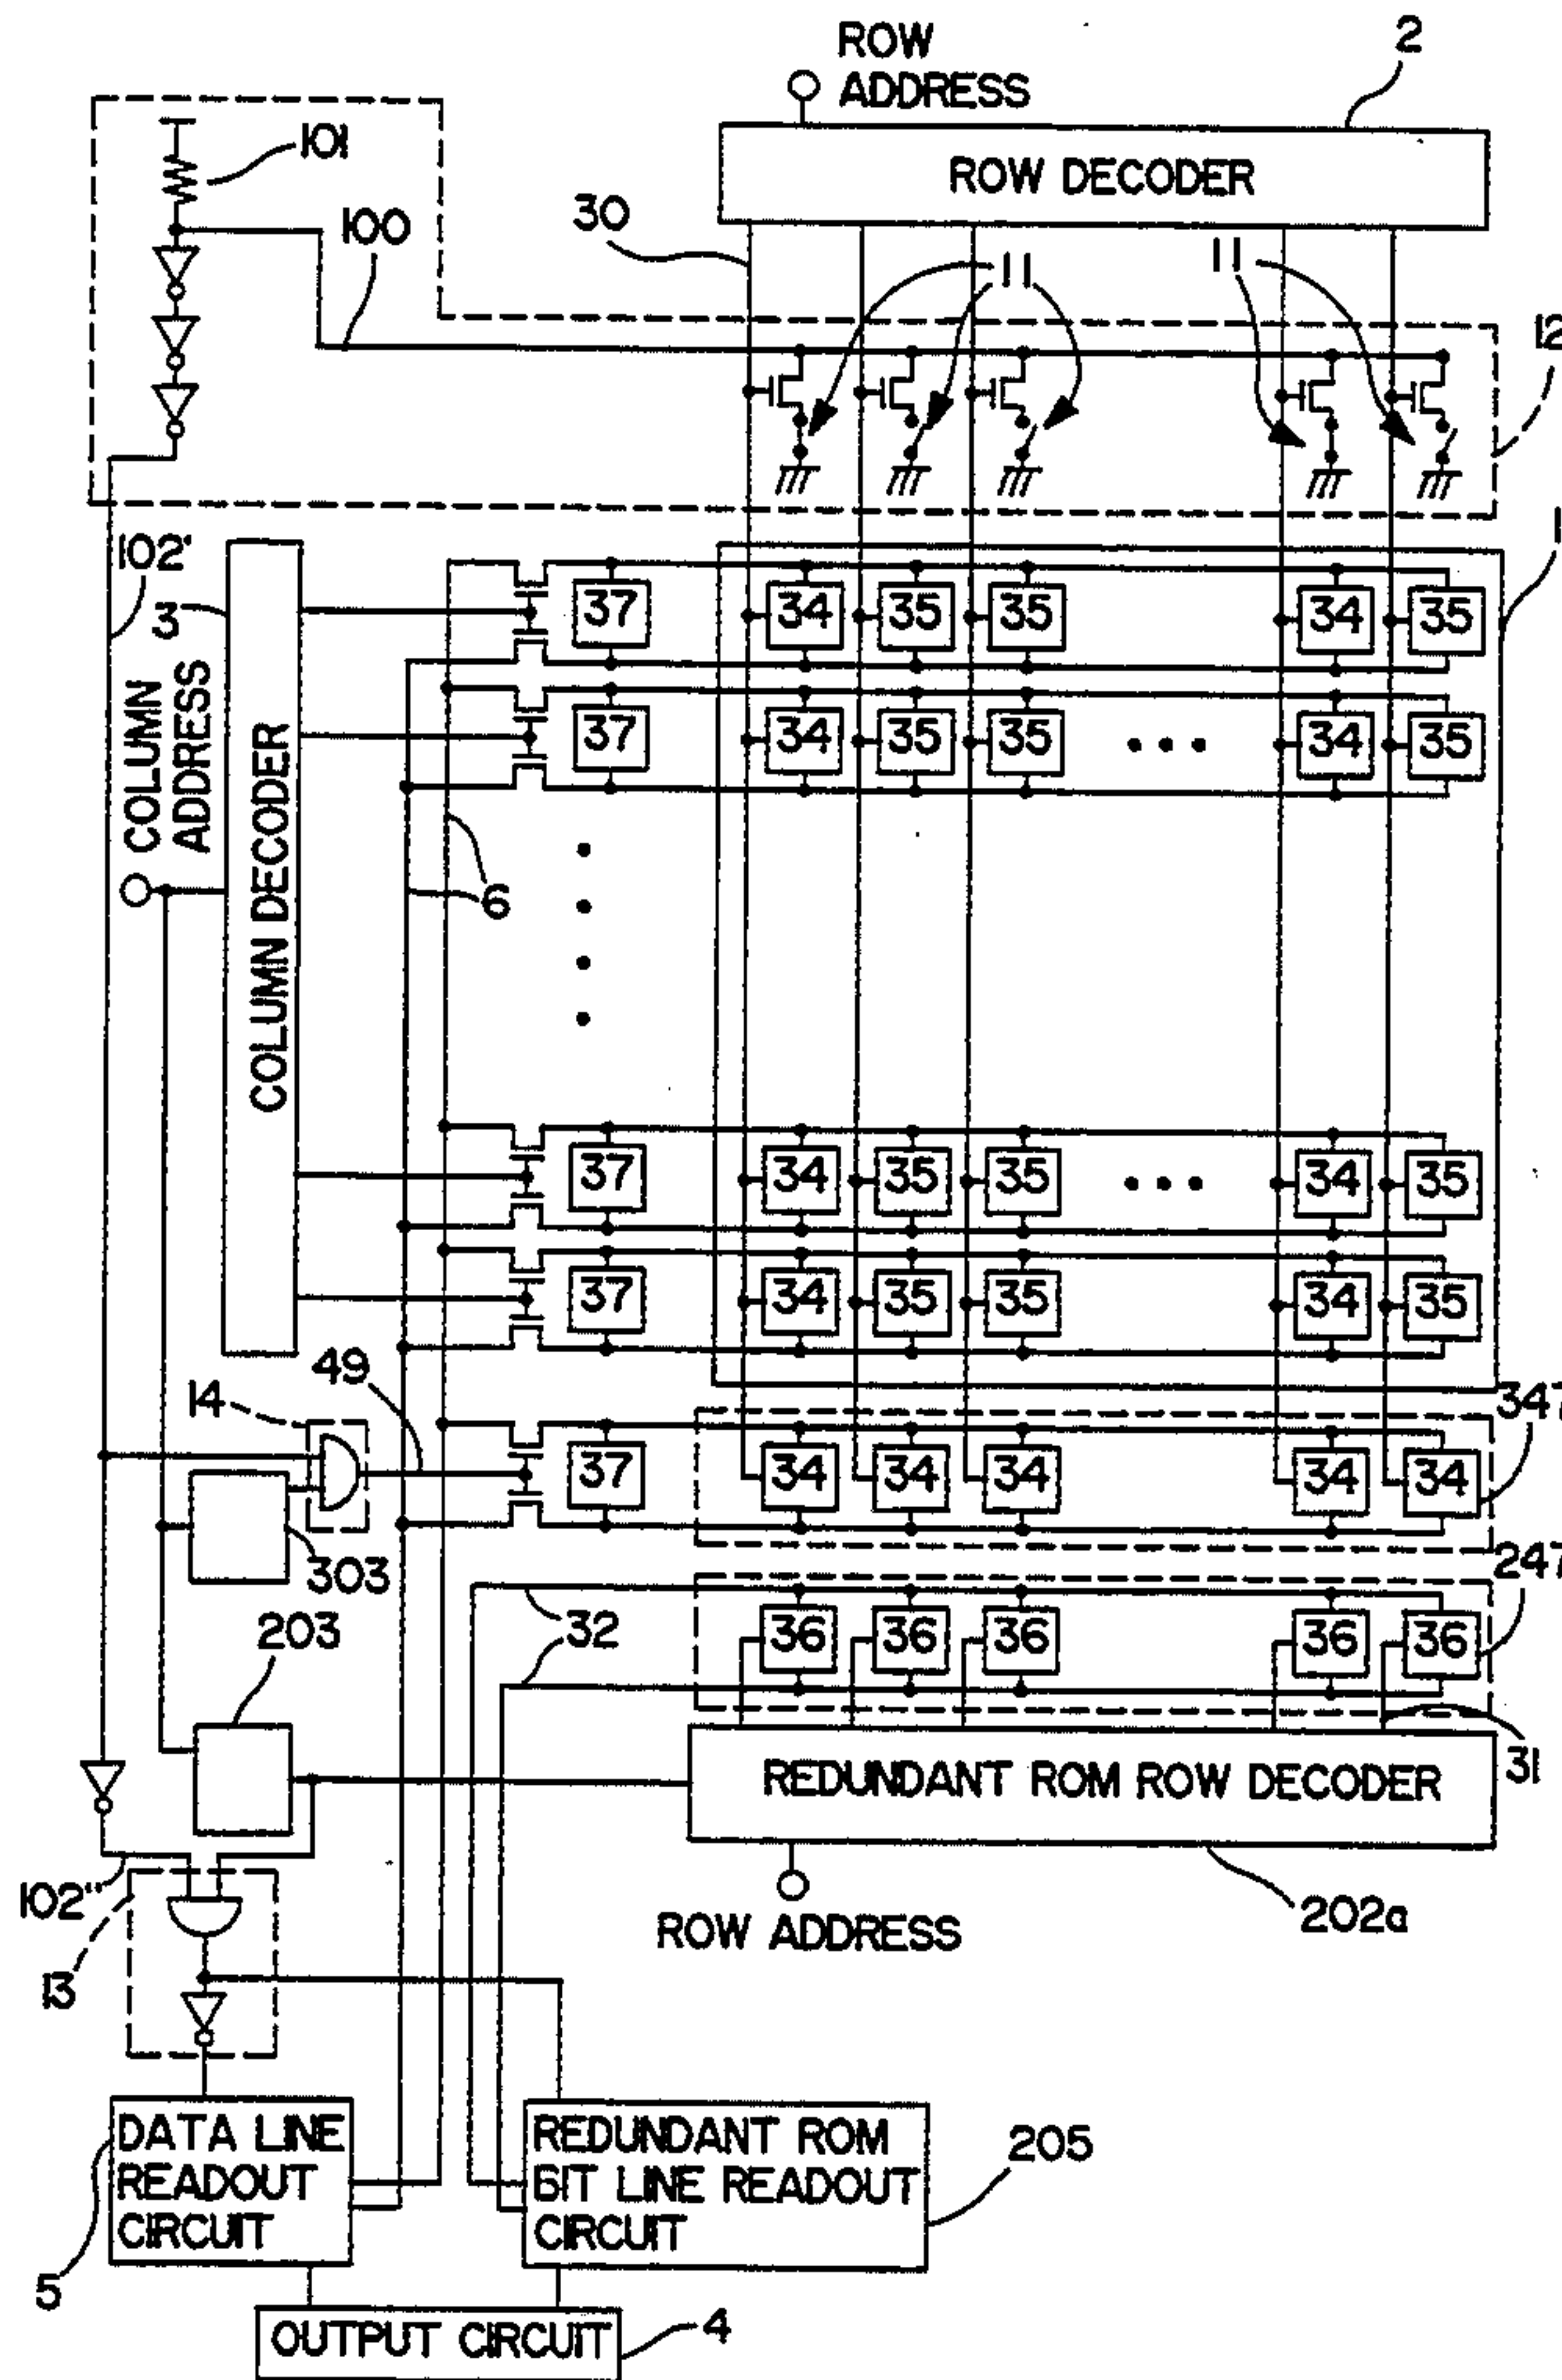 ROW
ADDRESS
2
101
ROW DECODER
30
100
11
11
12
1
102'
3
37 34 35 35 34 35
COLUMN
ADDRESS
37 34 35 35 34 35
COLUMN DECODER
6
37 34 35 35 34 35
37 34 35 35 34 35
49
14
347
37 34 34 34 34 34
303
247
32
36 36 36 36 36
203
REDUNDANT ROM ROW DECODER
31
102"
202a
ROW ADDRESS
13
DATA LINE
READOUT
CIRCUIT
REDUNDANT ROM
BIT LINE READOUT
CIRCUIT
205
5
OUTPUT CIRCUIT
4